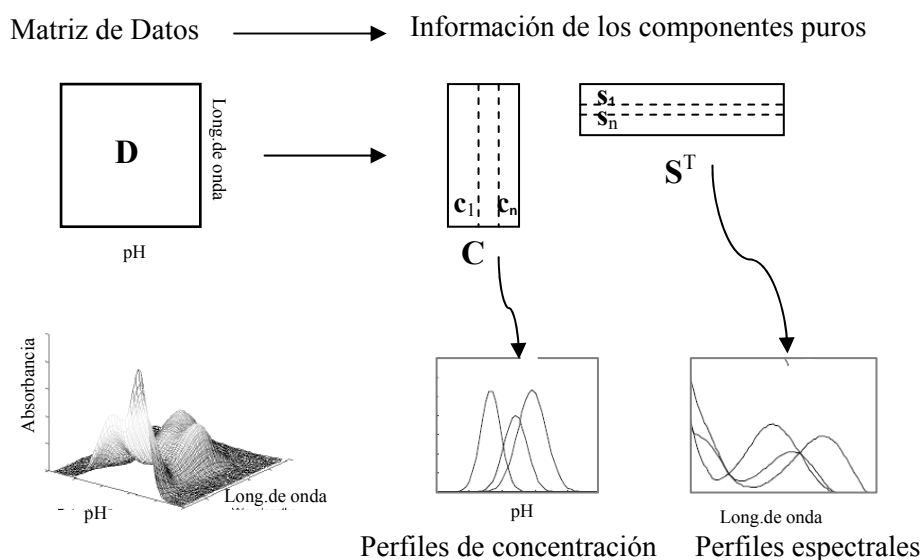 Matriz de Datos
Información de los componentes puros
D
Long.de onda
pH
c1 cn
C
s1
sn
S^T
Absorbancia
pH
Long.de onda
pH
Long.de onda
Perfiles de concentración Perfiles espectrales